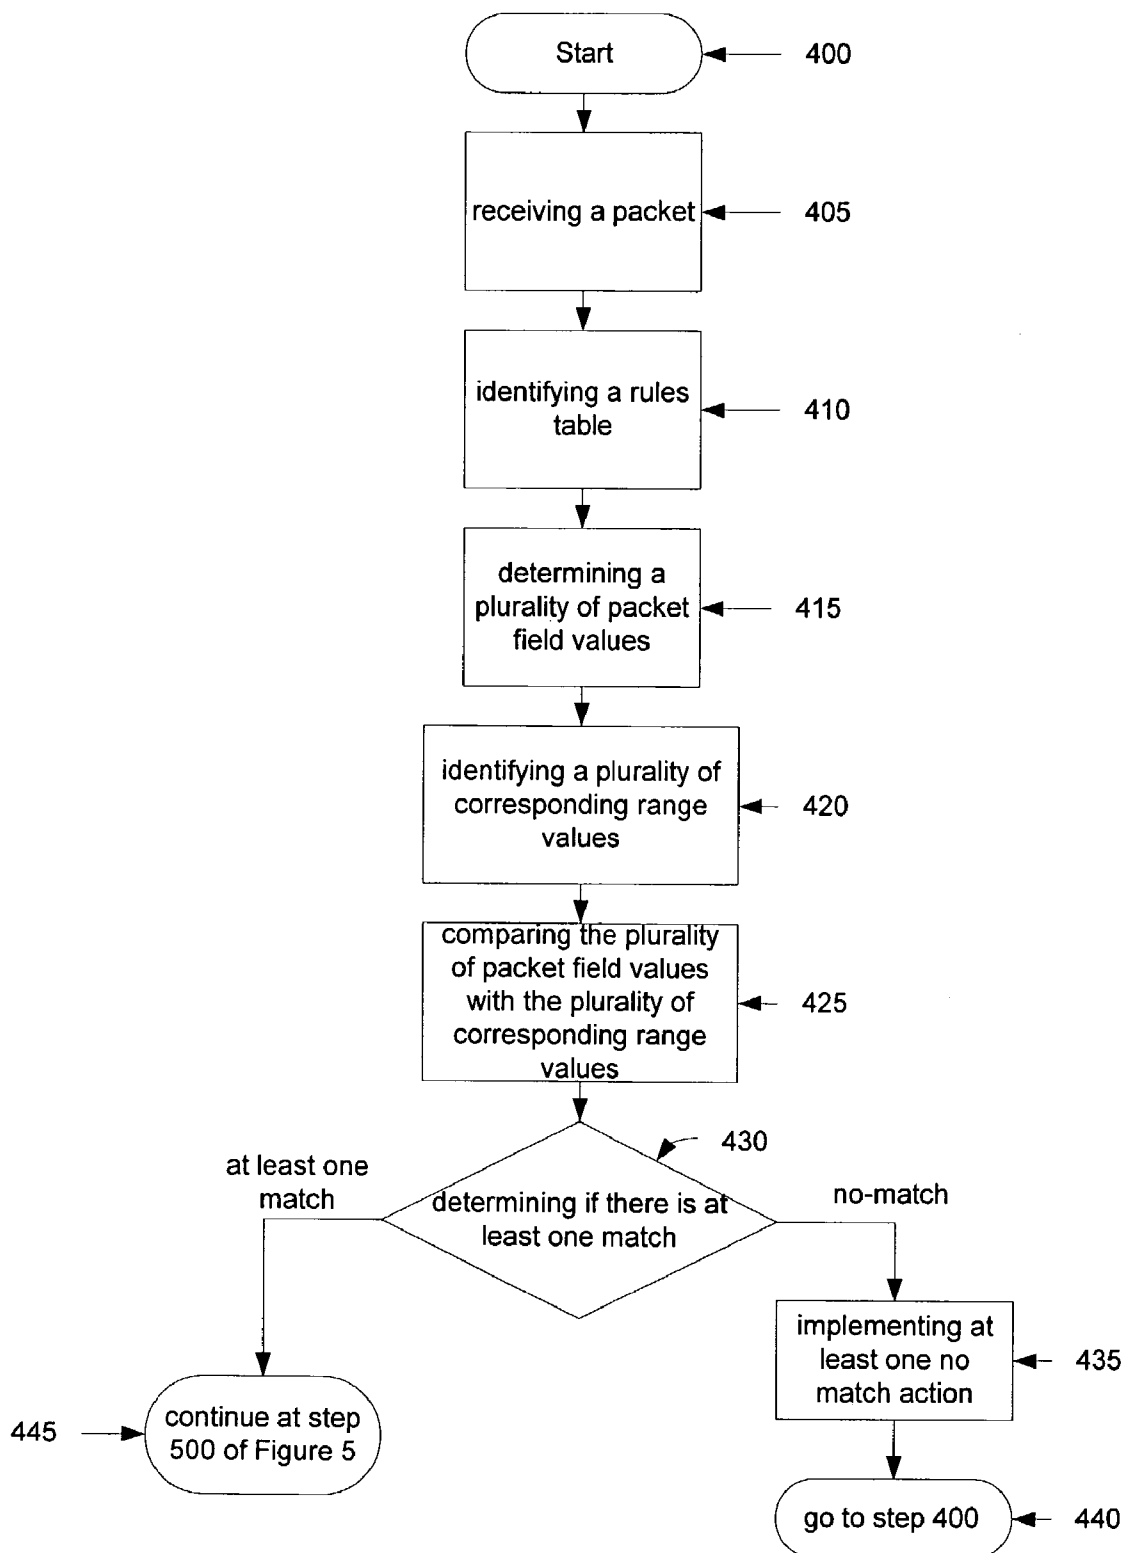 Start
400
receiving a packet
405
identifying a rules
table
410
determining a
plurality of packet
field values
415
identifying a plurality of
corresponding range
values
420
comparing the plurality
of packet field values
with the plurality of
corresponding range
values
425
430
at least one
match
determining if there is at
least one match
no-match
implementing at
least one no
match action
435
445
continue at step
500 of Figure 5
go to step 400
440